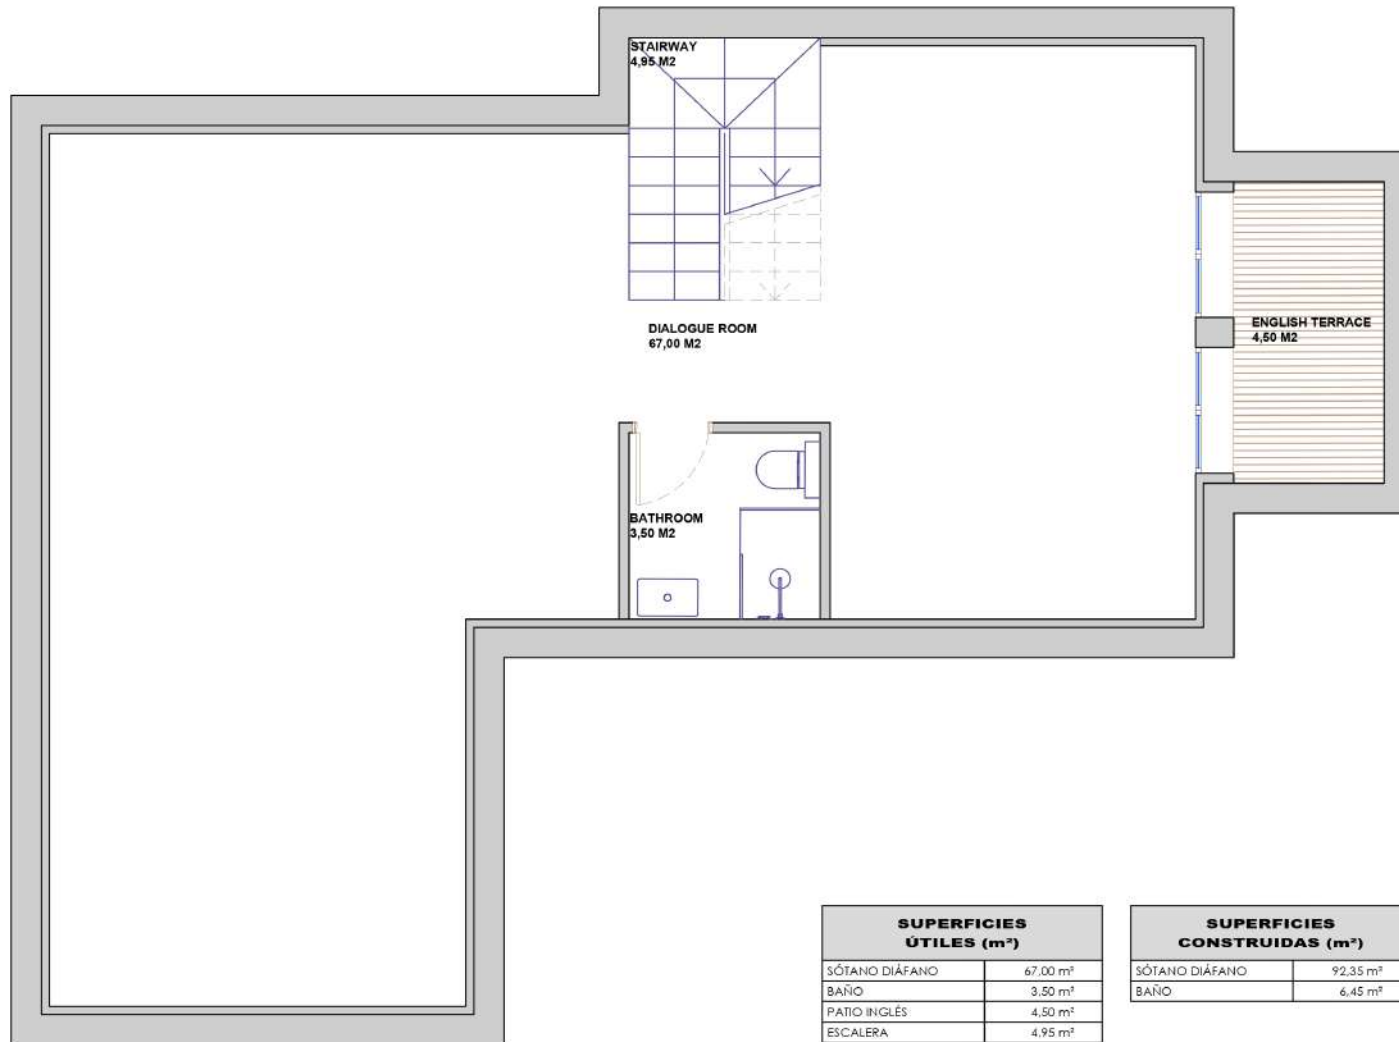 STAIRWAY
4,95 M2
DIALOGUE ROOM
67,00 M2
ENGLISH TERRACE
4,50 M2
BATHROOM
3,50 M2
SUPERFICIES
ÚTILES (m²)
SÓTANO DIÁFANO 67,00 m²
BAÑO 3,50 m²
PATIO INGLÉS 4,50 m²
ESCALERA 4,95 m²
SUPERFICIES
CONSTRUIDAS (m²)
SÓTANO DIÁFANO 92,35 m²
BAÑO 6,45 m²